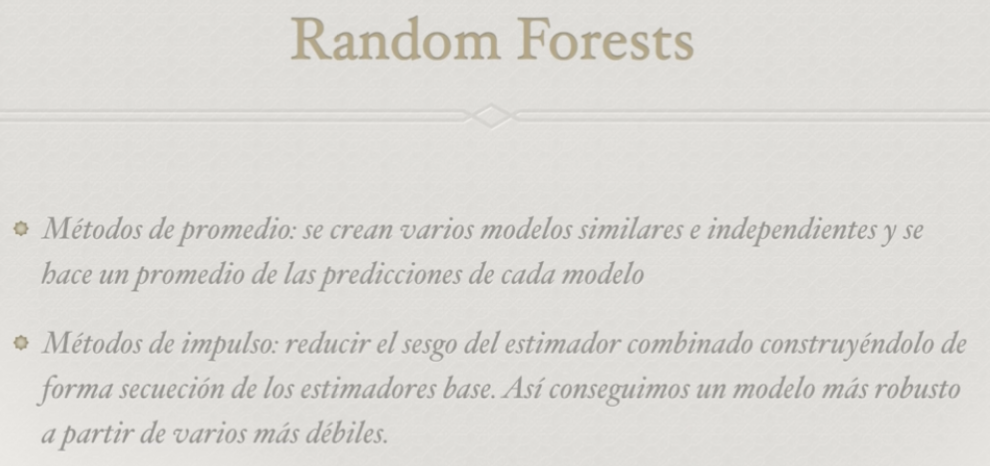 Random Forests
Métodos de promedio: se crean varios modelos similares e independientes y se
hace un promedio de las predicciones de cada modelo
Métodos de impulso: reducir el sesgo del estimador combinado construyéndolo de
forma secueción de los estimadores base. Así conseguimos un modelo más robusto
a partir de varios más débiles.